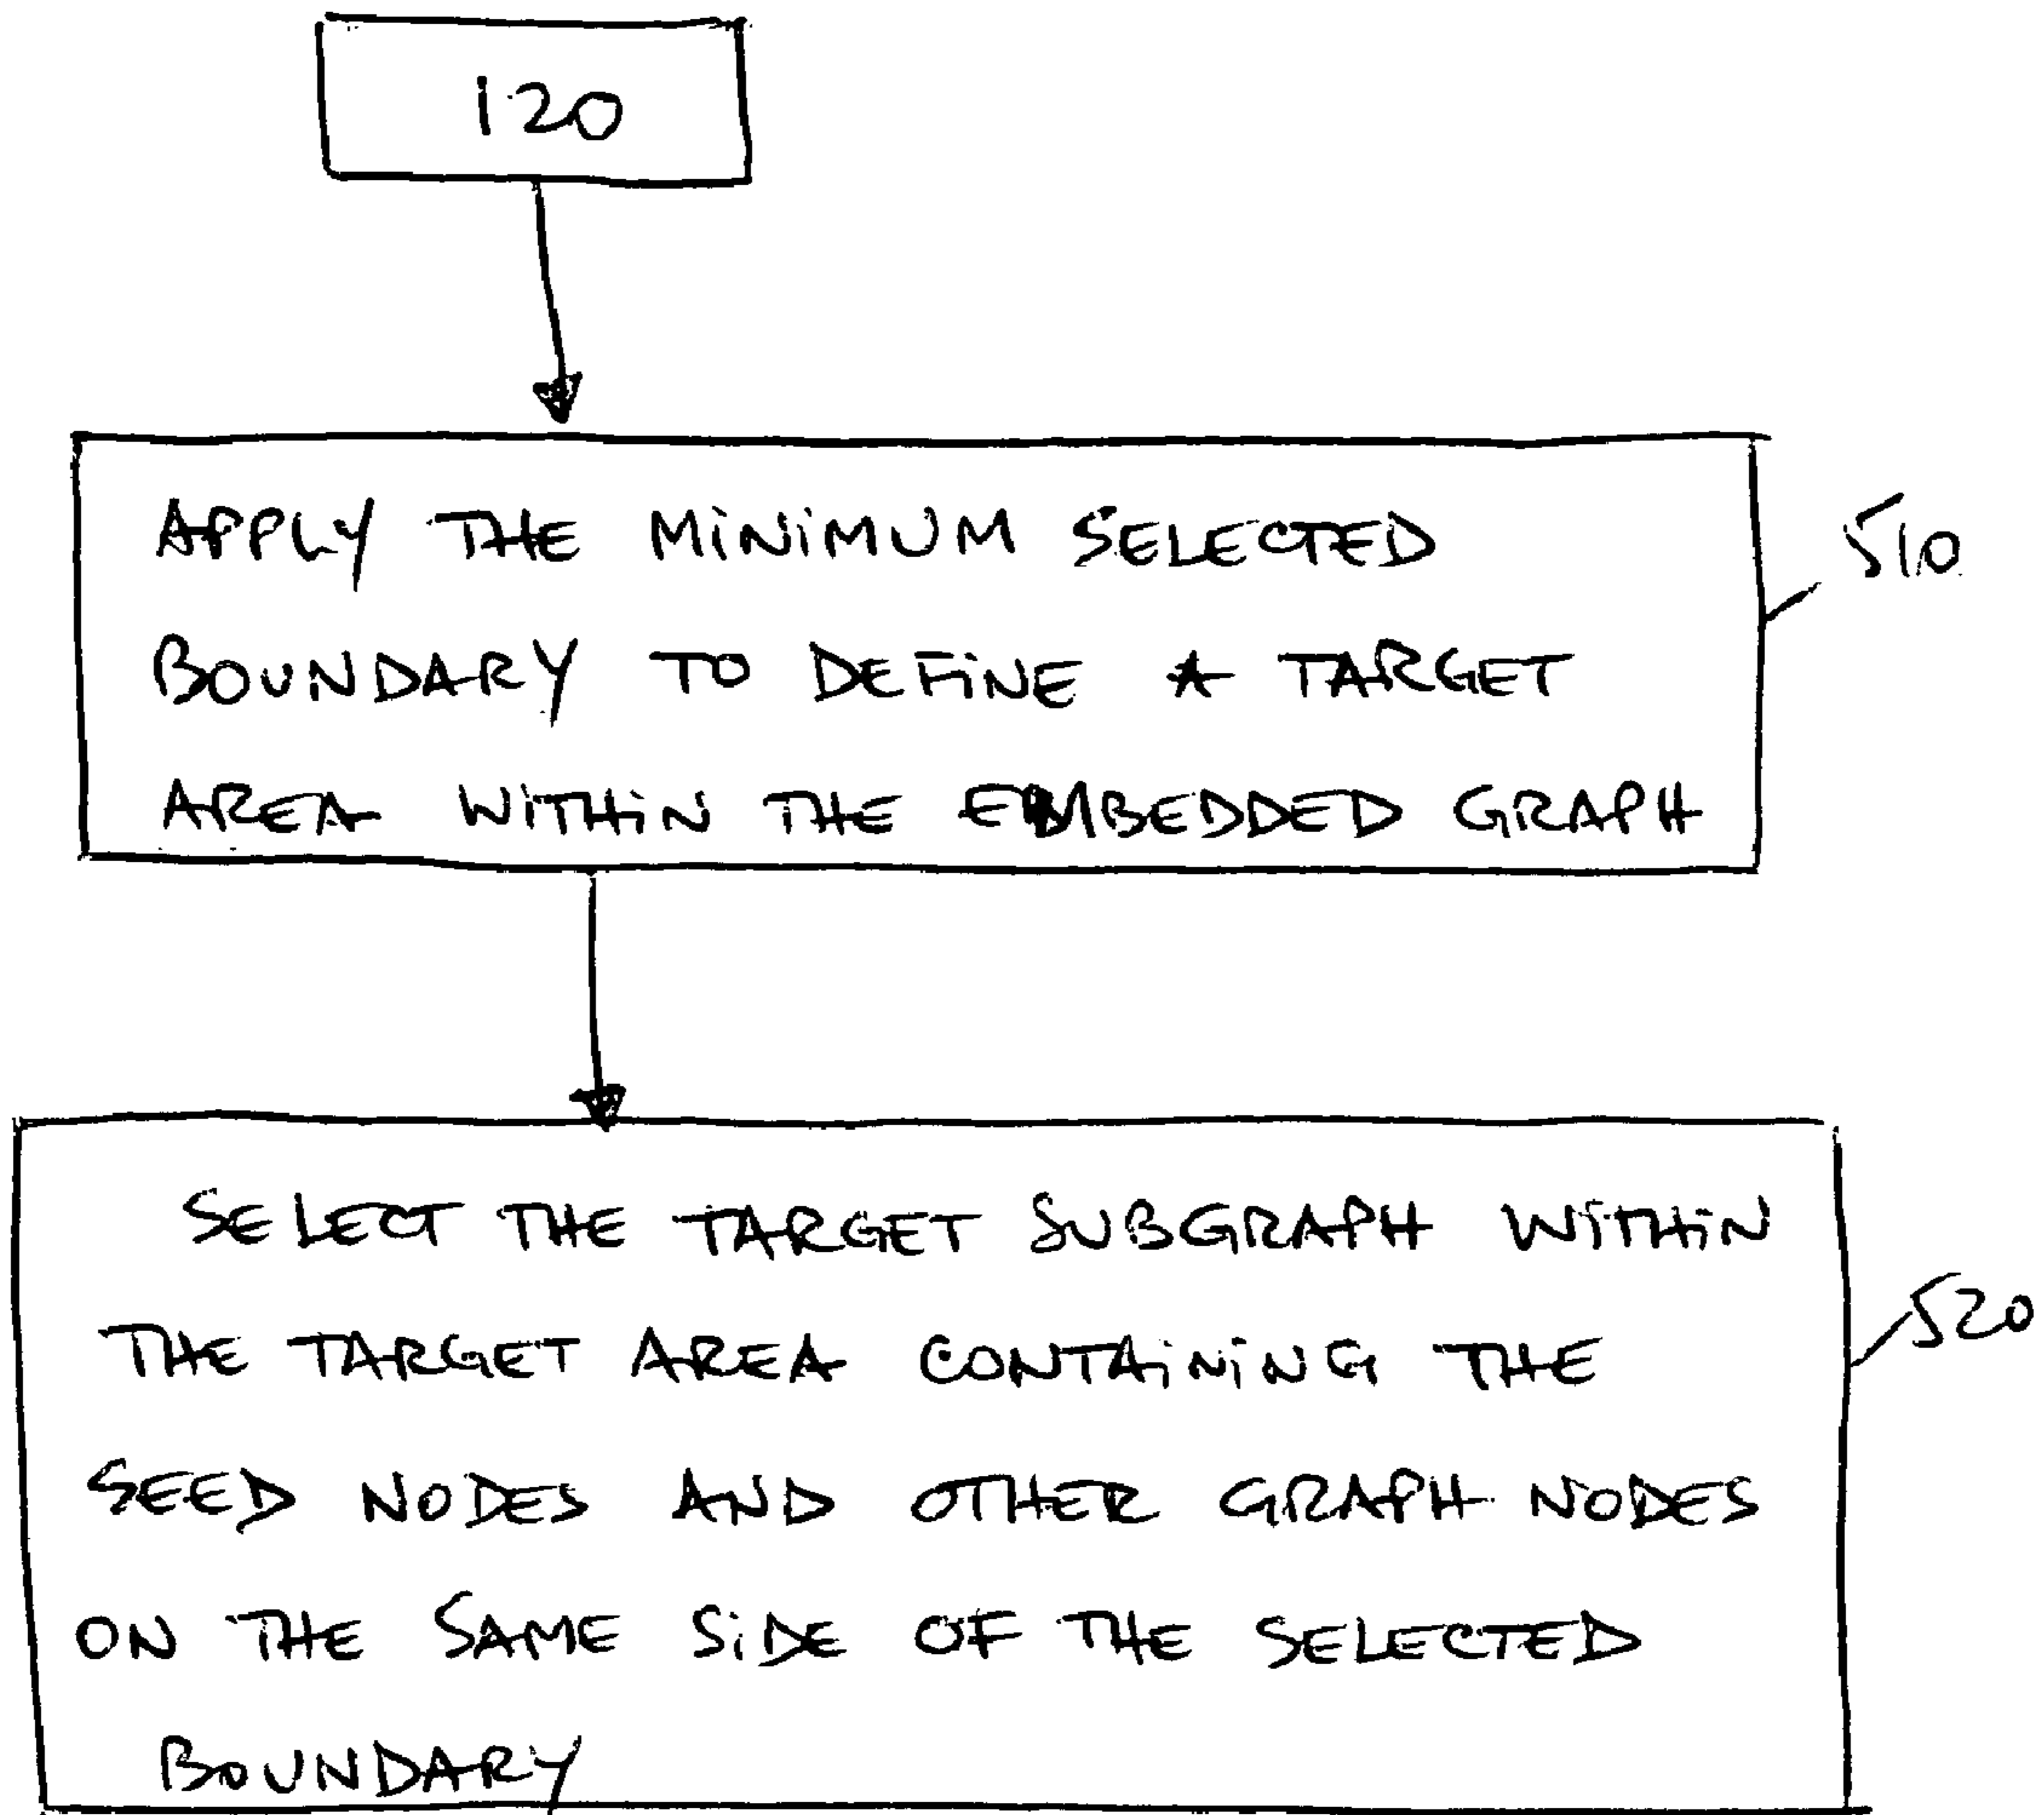 120
APPLY THE MINIMUM SELECTED
510
BOUNDARY TO DEFINE A TARGET
AREA WITHIN THE EMBEDDED GRAPH
SELECT THE TARGET SUBGRAPH WITHIN
520
THE TARGET AREA CONTAINING THE
SEED NODES AND OTHER GRAPH NODES
ON THE SAME SIDE OF THE SELECTED
BOUNDARY